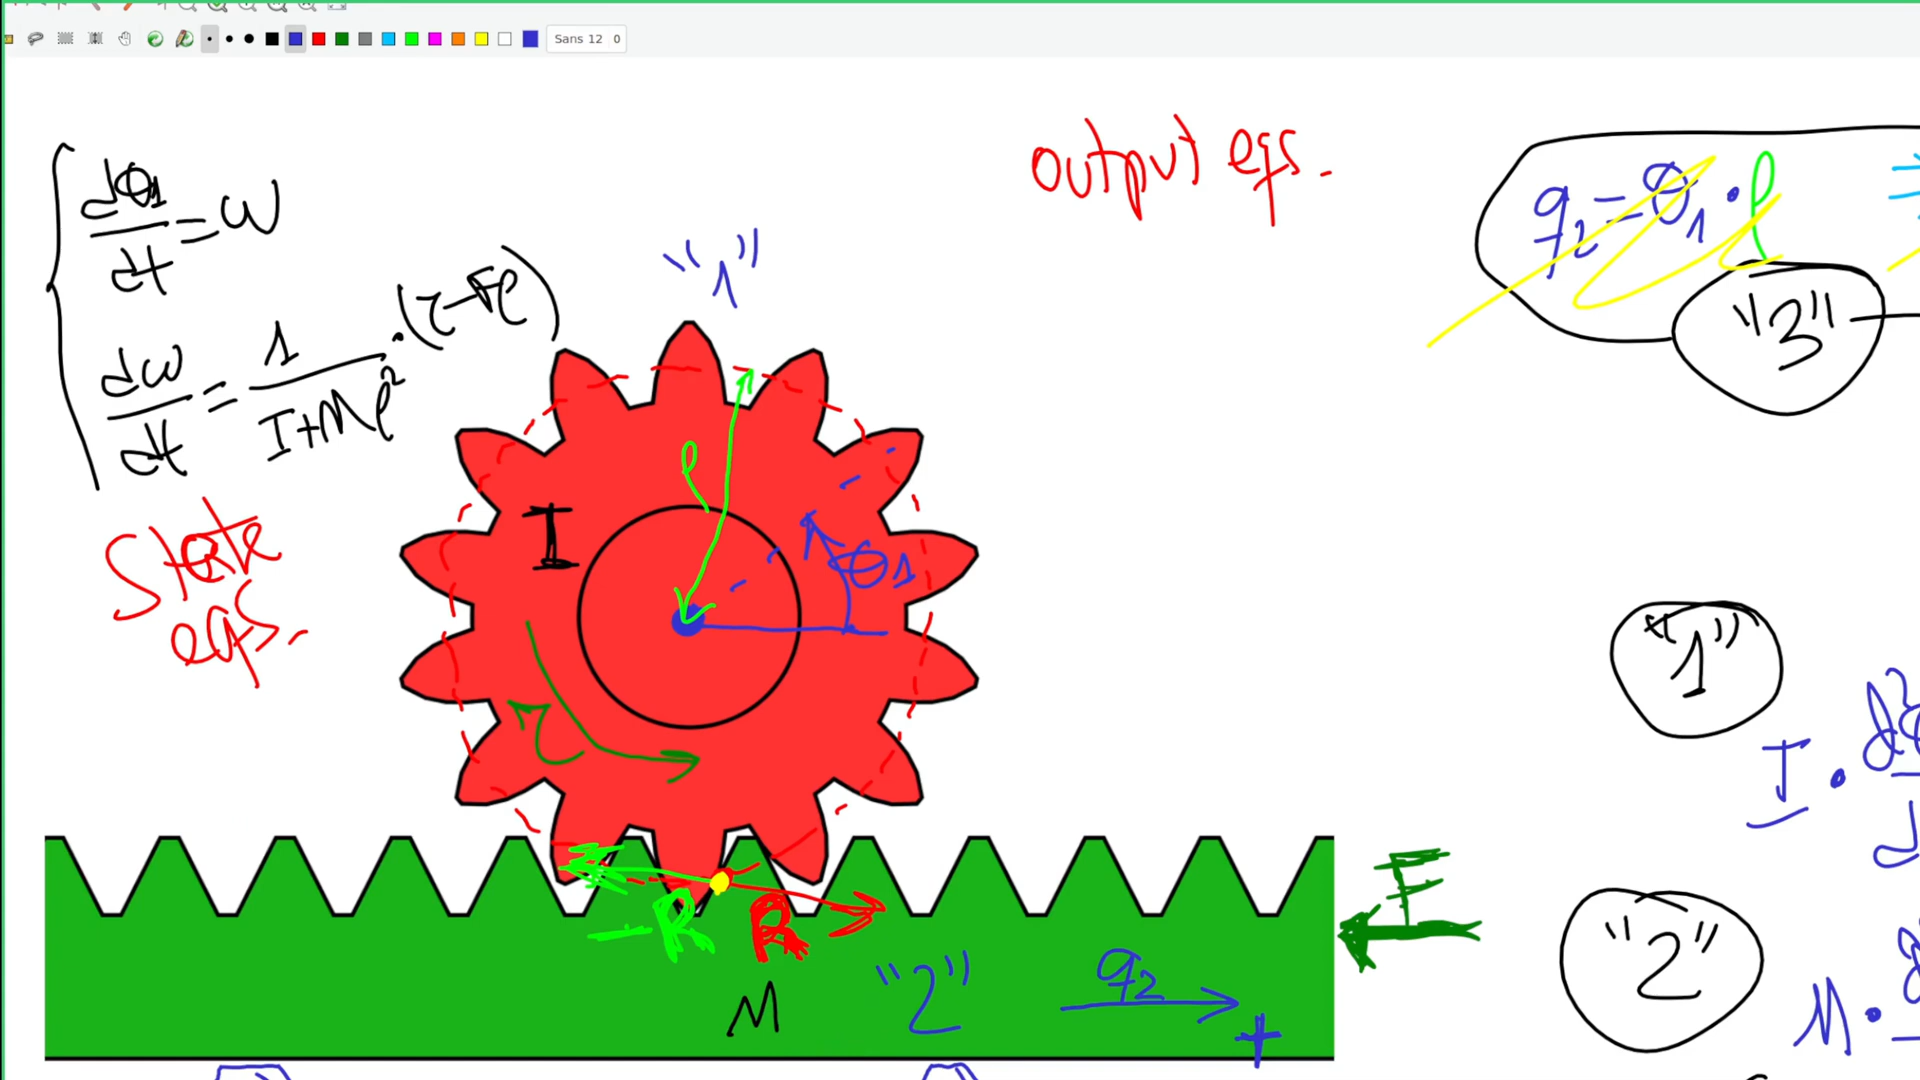 Sans 12 0
output eqs.
dθ₁/dt = ω
q₂ = θ₁ · ρ
"1"
"3"
dω/dt = 1/(I+Mρ²) · (τ-Fρ)
ρ
I
θ₁
State
eqs.
"1"
τ
I ·
F
-R R
"2"
q₂
"2"
M
+
M ·